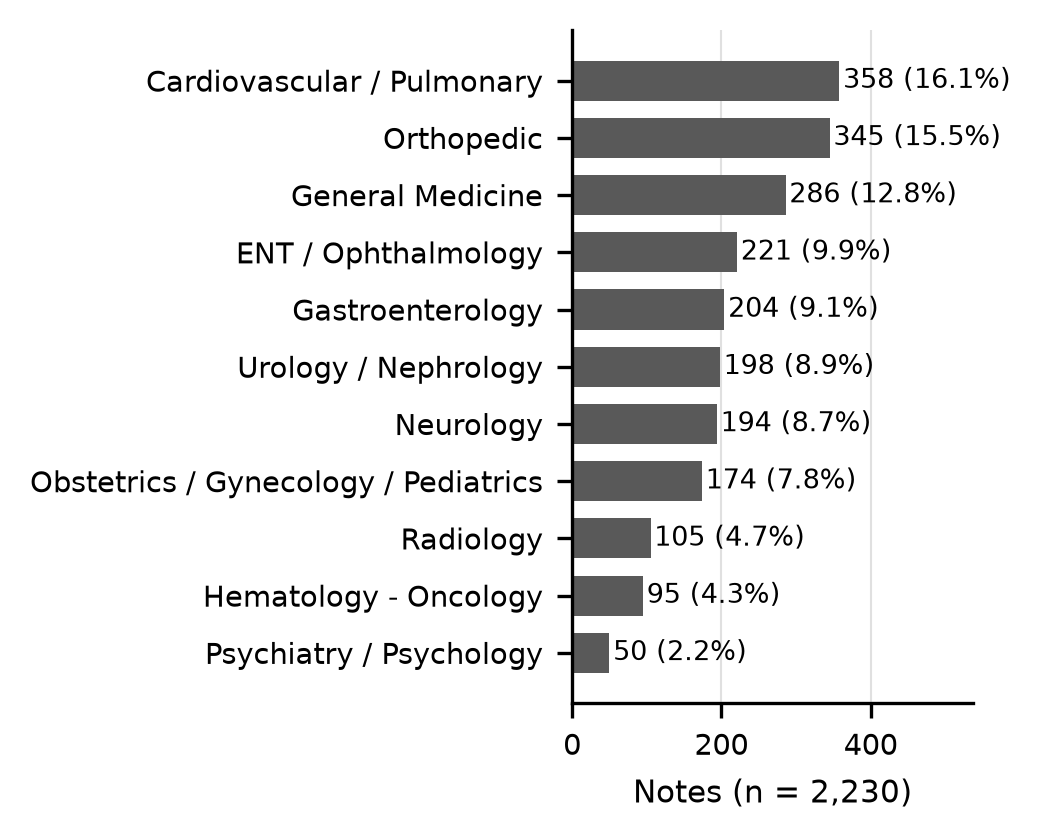 Cardiovascular / Pulmonary 358 (16.1%)
Orthopedic 345 (15.5%)
General Medicine 286 (12.8%)
ENT / Ophthalmology 221 (9.9%)
Gastroenterology 204 (9.1%)
Urology / Nephrology 198 (8.9%)
Neurology 194 (8.7%)
Obstetrics / Gynecology / Pediatrics 174 (7.8%)
Radiology 105 (4.7%)
Hematology - Oncology 95 (4.3%)
Psychiatry / Psychology 50 (2.2%)
0 200 400
Notes (n = 2,230)